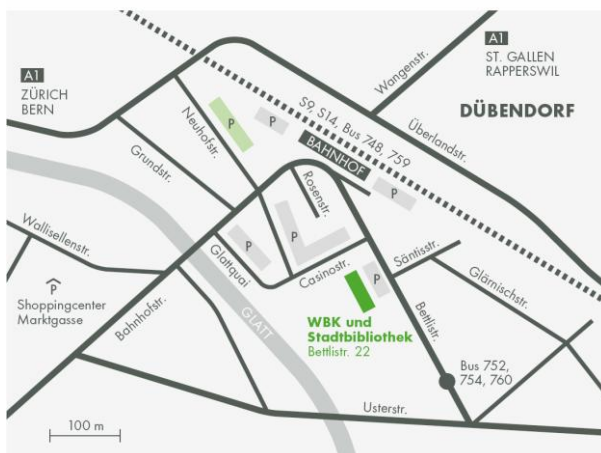 A1
ZÜRICH
BERN
A1
ST. GALLEN
RAPPERSWIL
DÜBENDORF
Wangenstr.
Überlandstr.
S9, S14, Bus 748, 759
BAHNHOF
P
P
P
Neuhofstr.
Grundstr.
Rosenstr.
P
P
Glattquai
Casinostr.
P
Säntisstr.
Glärnischstr.
Bettlistr.
Wallisellenstr.
P
Shoppingcenter
Marktgasse
Bahnhofstr.
GLATT
WBK und
Stadtbibliothek
Bettlistr. 22
Bus 752,
754, 760
Usterstr.
100 m